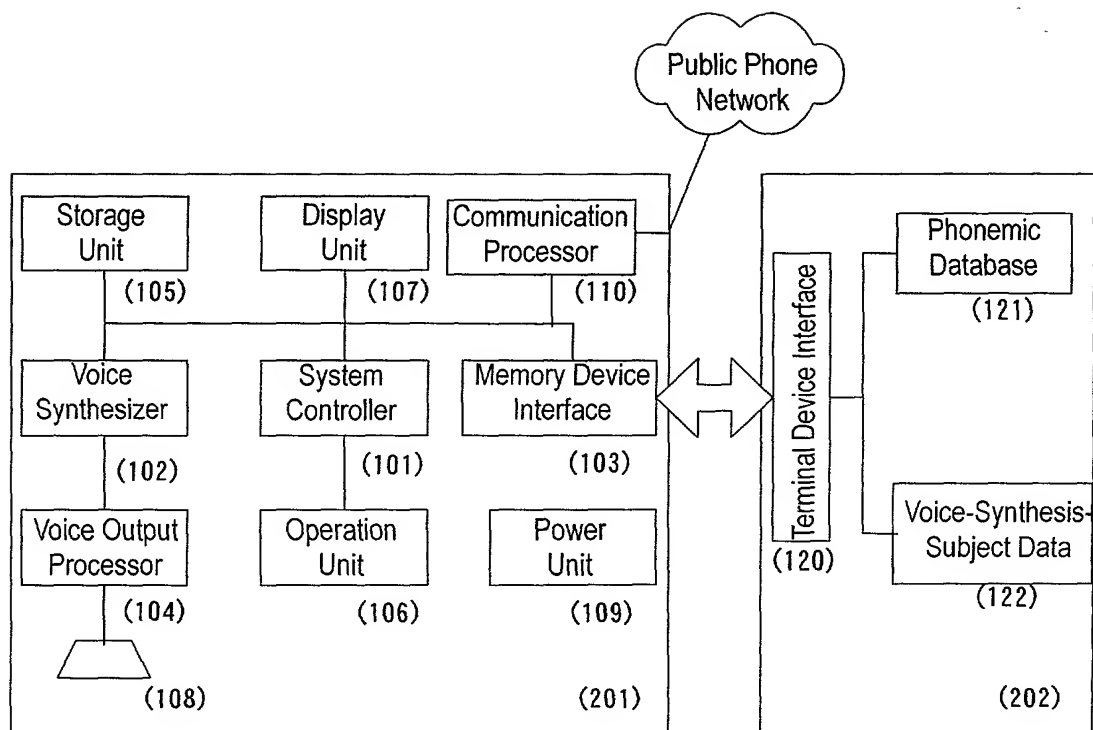 Public Phone
Network
Storage
Unit
(105)
Display
Unit
(107)
Communication
Processor
(110)
Voice
Synthesizer
(102)
System
Controller
(101)
Memory Device
Interface
(103)
Voice Output
Processor
(104)
Operation
Unit
(106)
Power
Unit
(109)
(108)
(201)
Terminal Device Interface
(120)
Phonemic
Database
(121)
Voice-Synthesis-
Subject Data
(122)
(202)